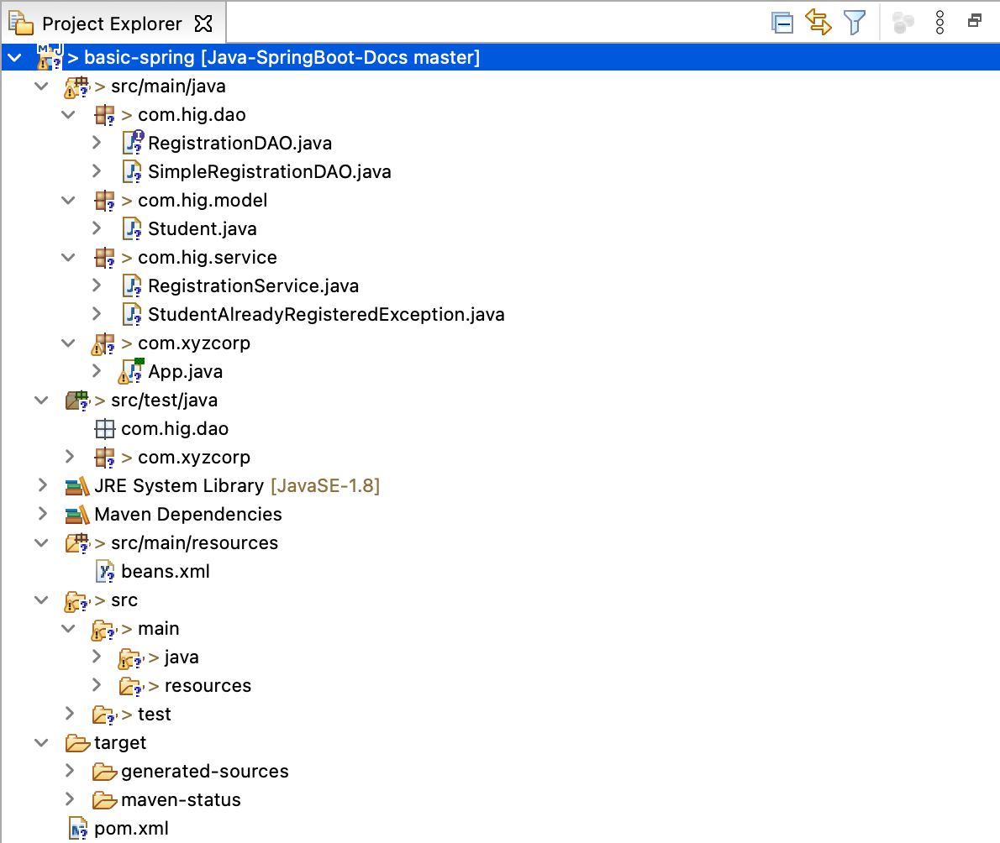 Project Explorer
> basic-spring [Java-SpringBoot-Docs master]
> src/main/java
> com.hig.dao
RegistrationDAO.java
SimpleRegistrationDAO.java
> com.hig.model
Student.java
> com.hig.service
RegistrationService.java
StudentAlreadyRegisteredException.java
> com.xyzcorp
App.java
> src/test/java
com.hig.dao
> com.xyzcorp
JRE System Library [JavaSE-1.8]
Maven Dependencies
> src/main/resources
beans.xml
> src
> main
> java
> resources
> test
target
generated-sources
maven-status
pom.xml